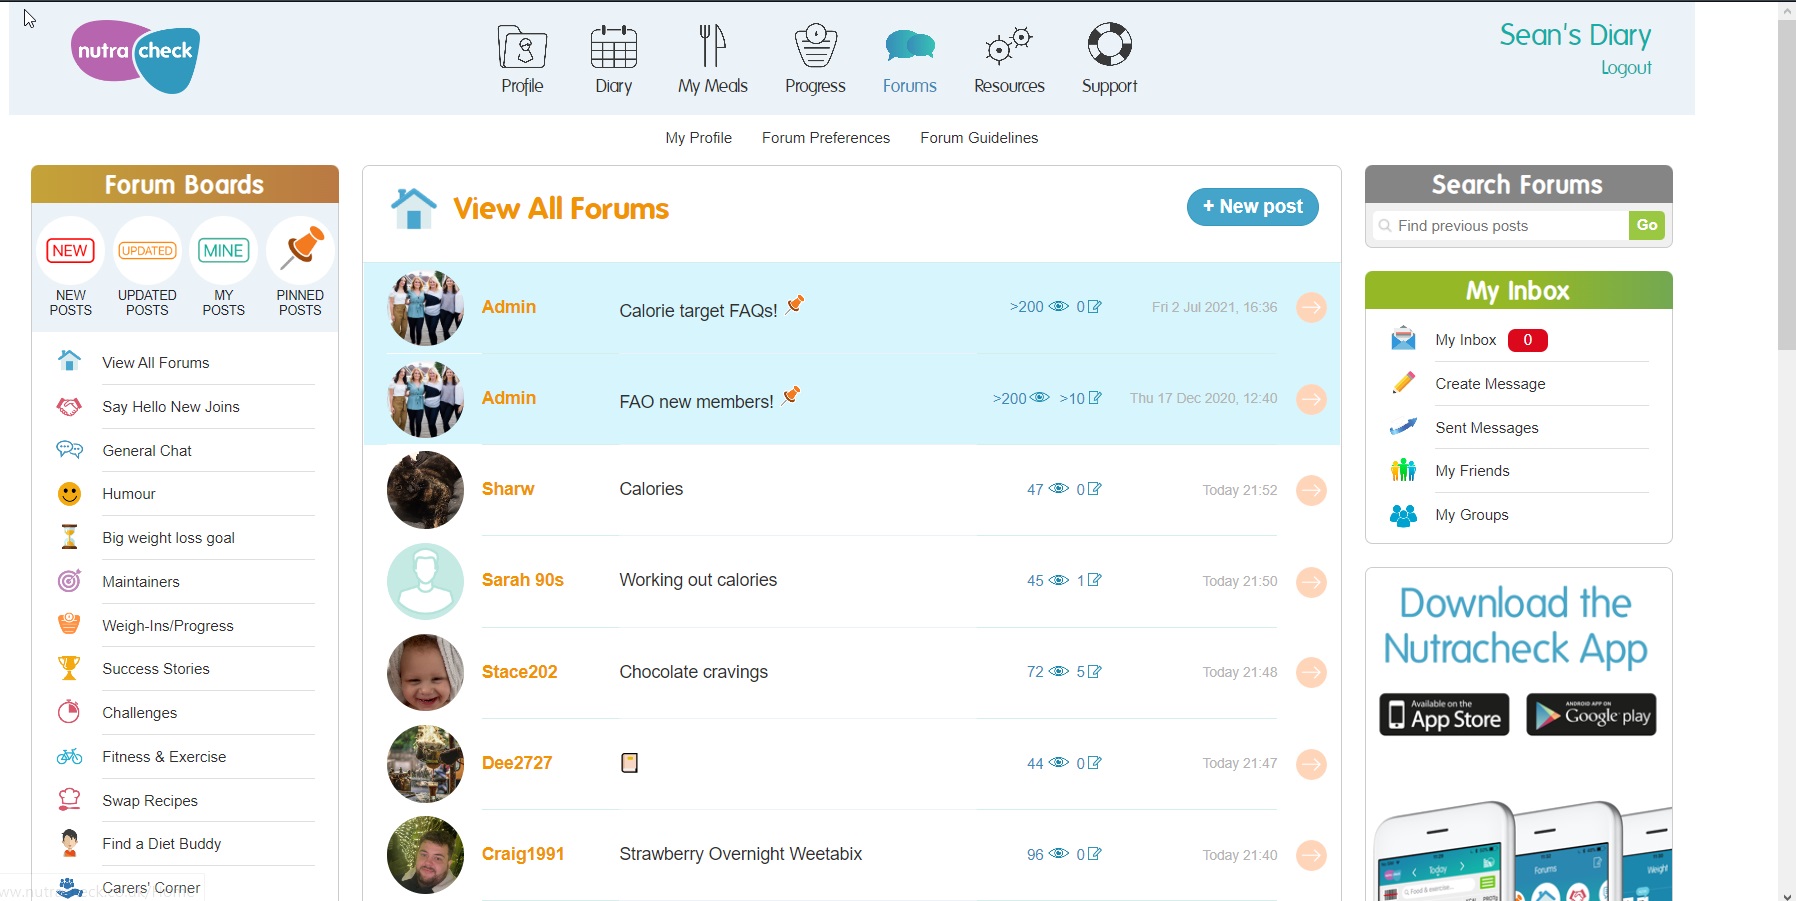 nutracheck
Profile
Diary
My Meals
Progress
Forums
Resources
Support
Sean's Diary
Logout
My Profile
Forum Preferences
Forum Guidelines
Forum Boards
NEW
UPDATED
MINE
NEW POSTS
UPDATED POSTS
MY POSTS
PINNED POSTS
View All Forums
Say Hello New Joins
General Chat
Humour
Big weight loss goal
Maintainers
Weigh-Ins/Progress
Success Stories
Challenges
Fitness & Exercise
Swap Recipes
Find a Diet Buddy
Carers' Corner
View All Forums
+ New post
Admin Calorie target FAQs! >200 0 Fri 2 Jul 2021, 16:36
Admin FAO new members! >200 >10 Thu 17 Dec 2020, 12:40
Sharw Calories 47 0 Today 21:52
Sarah 90s Working out calories 45 1 Today 21:50
Stace202 Chocolate cravings 72 5 Today 21:48
Dee2727 44 0 Today 21:47
Craig1991 Strawberry Overnight Weetabix 96 0 Today 21:40
Search Forums
Find previous posts
Go
My Inbox
My Inbox 0
Create Message
Sent Messages
My Friends
My Groups
Download the
Nutracheck App
Available on the
App Store
ANDROID APP ON
Google play
Today
Food & exercise...
Forums
Weight